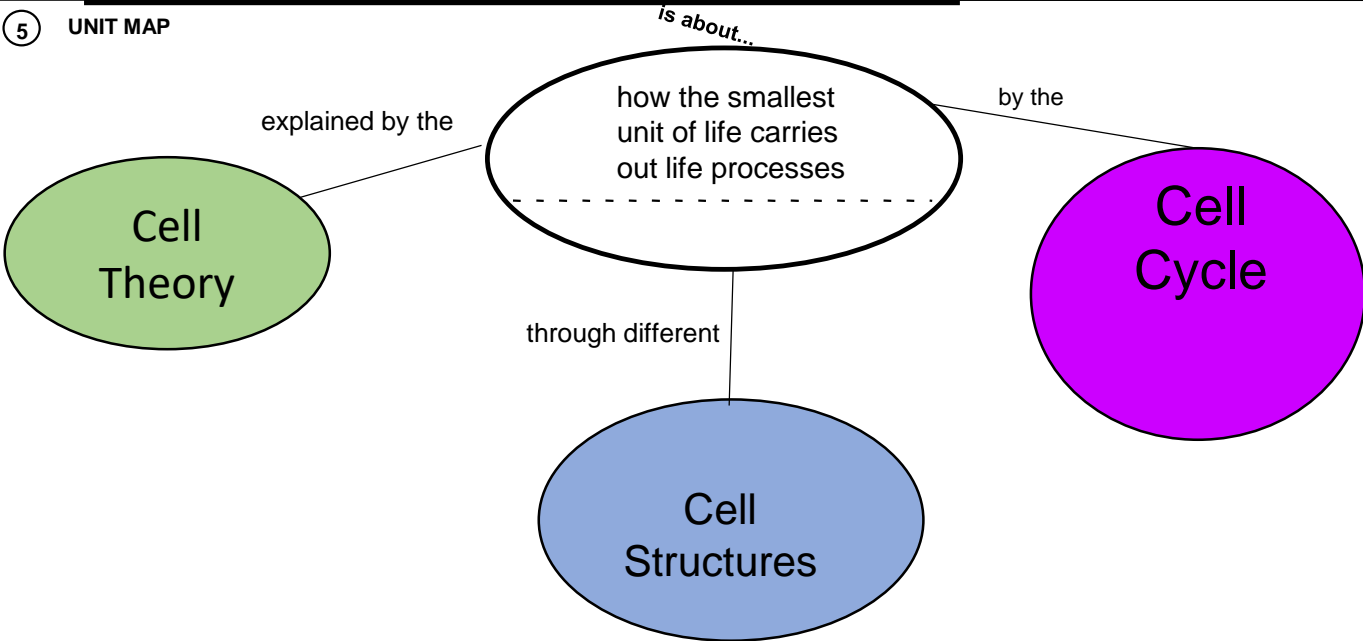 is about...
5 UNIT MAP
how the smallest
unit of life carries
out life processes
explained by the
by the
Cell
Theory
Cell
Cycle
through different
Cell
Structures